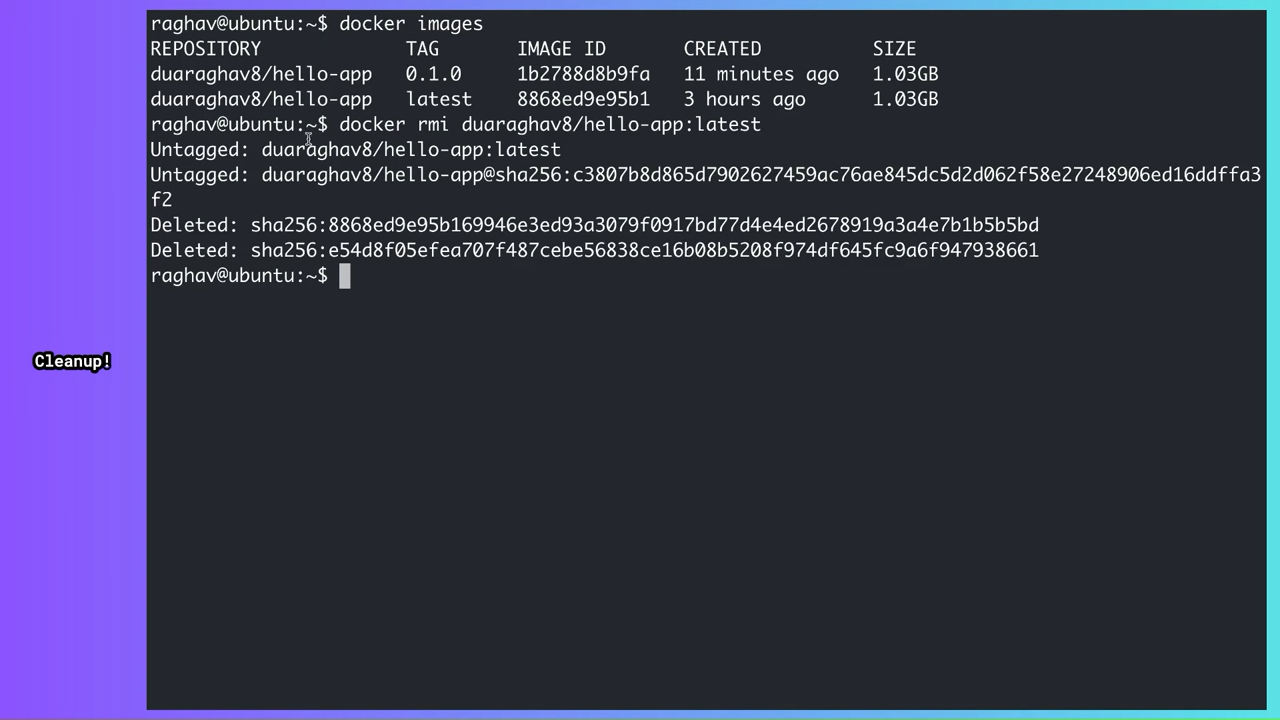 raghav@ubuntu:~$ docker images
REPOSITORY TAG IMAGE ID CREATED SIZE
duaraghav8/hello-app 0.1.0 1b2788d8b9fa 11 minutes ago 1.03GB
duaraghav8/hello-app latest 8868ed9e95b1 3 hours ago 1.03GB
raghav@ubuntu:~$ docker rmi duaraghav8/hello-app:latest
Untagged: duaraghav8/hello-app:latest
Untagged: duaraghav8/hello-app@sha256:c3807b8d865d7902627459ac76ae845dc5d2d062f58e27248906ed16ddffa3
f2
Deleted: sha256:8868ed9e95b169946e3ed93a3079f0917bd77d4e4ed2678919a3a4e7b1b5b5bd
Deleted: sha256:e54d8f05efea707f487cebe56838ce16b08b5208f974df645fc9a6f947938661
raghav@ubuntu:~$
Cleanup!